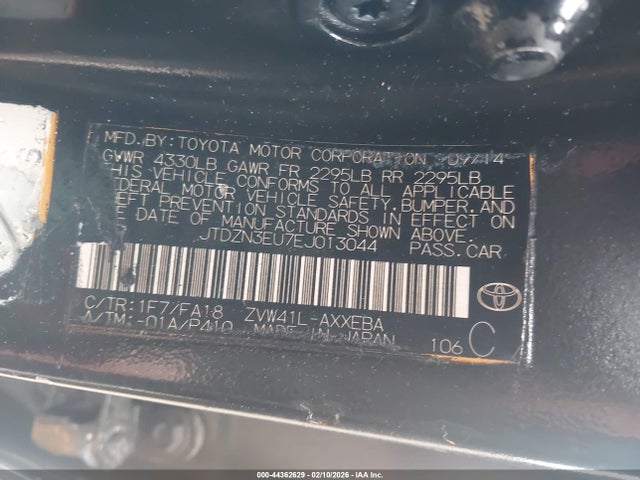 MFD. BY: TOYOTA MOTOR CORPORATION 09/14
GVWR 4330LB GAWR FR 2295LB RR 2295LB
THIS VEHICLE CONFORMS TO ALL APPLICABLE
FEDERAL MOTOR VEHICLE SAFETY, BUMPER, AND
THEFT PREVENTION STANDARDS IN EFFECT ON
THE DATE OF MANUFACTURE SHOWN ABOVE.
JTDZN3EU7EJ013044 PASS. CAR
C/TR: 1F7/FA18 ZVW41L-AXXEBA
A/TM: -01A/P410 MADE IN JAPAN
106 C
000-44362629 - 02/10/2026 - IAA Inc.